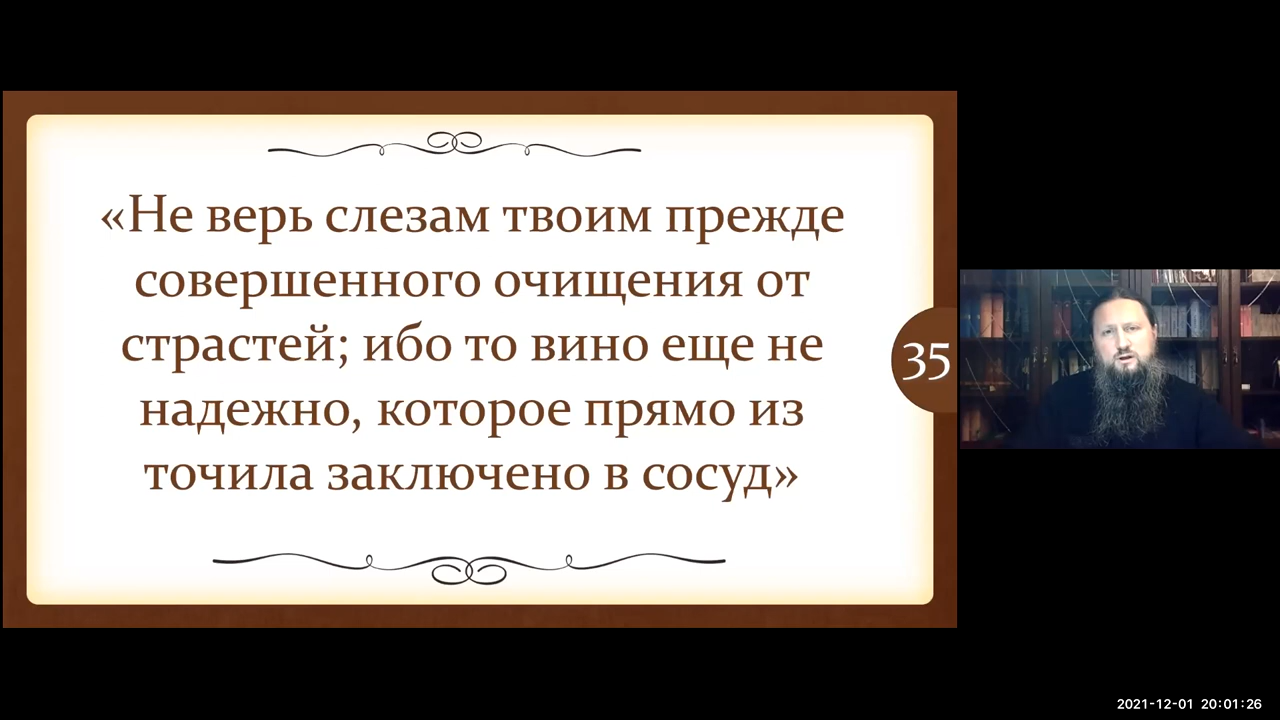 «Не верь слезам твоим прежде
совершенного очищения от
страстей; ибо то вино еще не
надежно, которое прямо из
точила заключено в сосуд»
35
2021-12-01 20:01:26